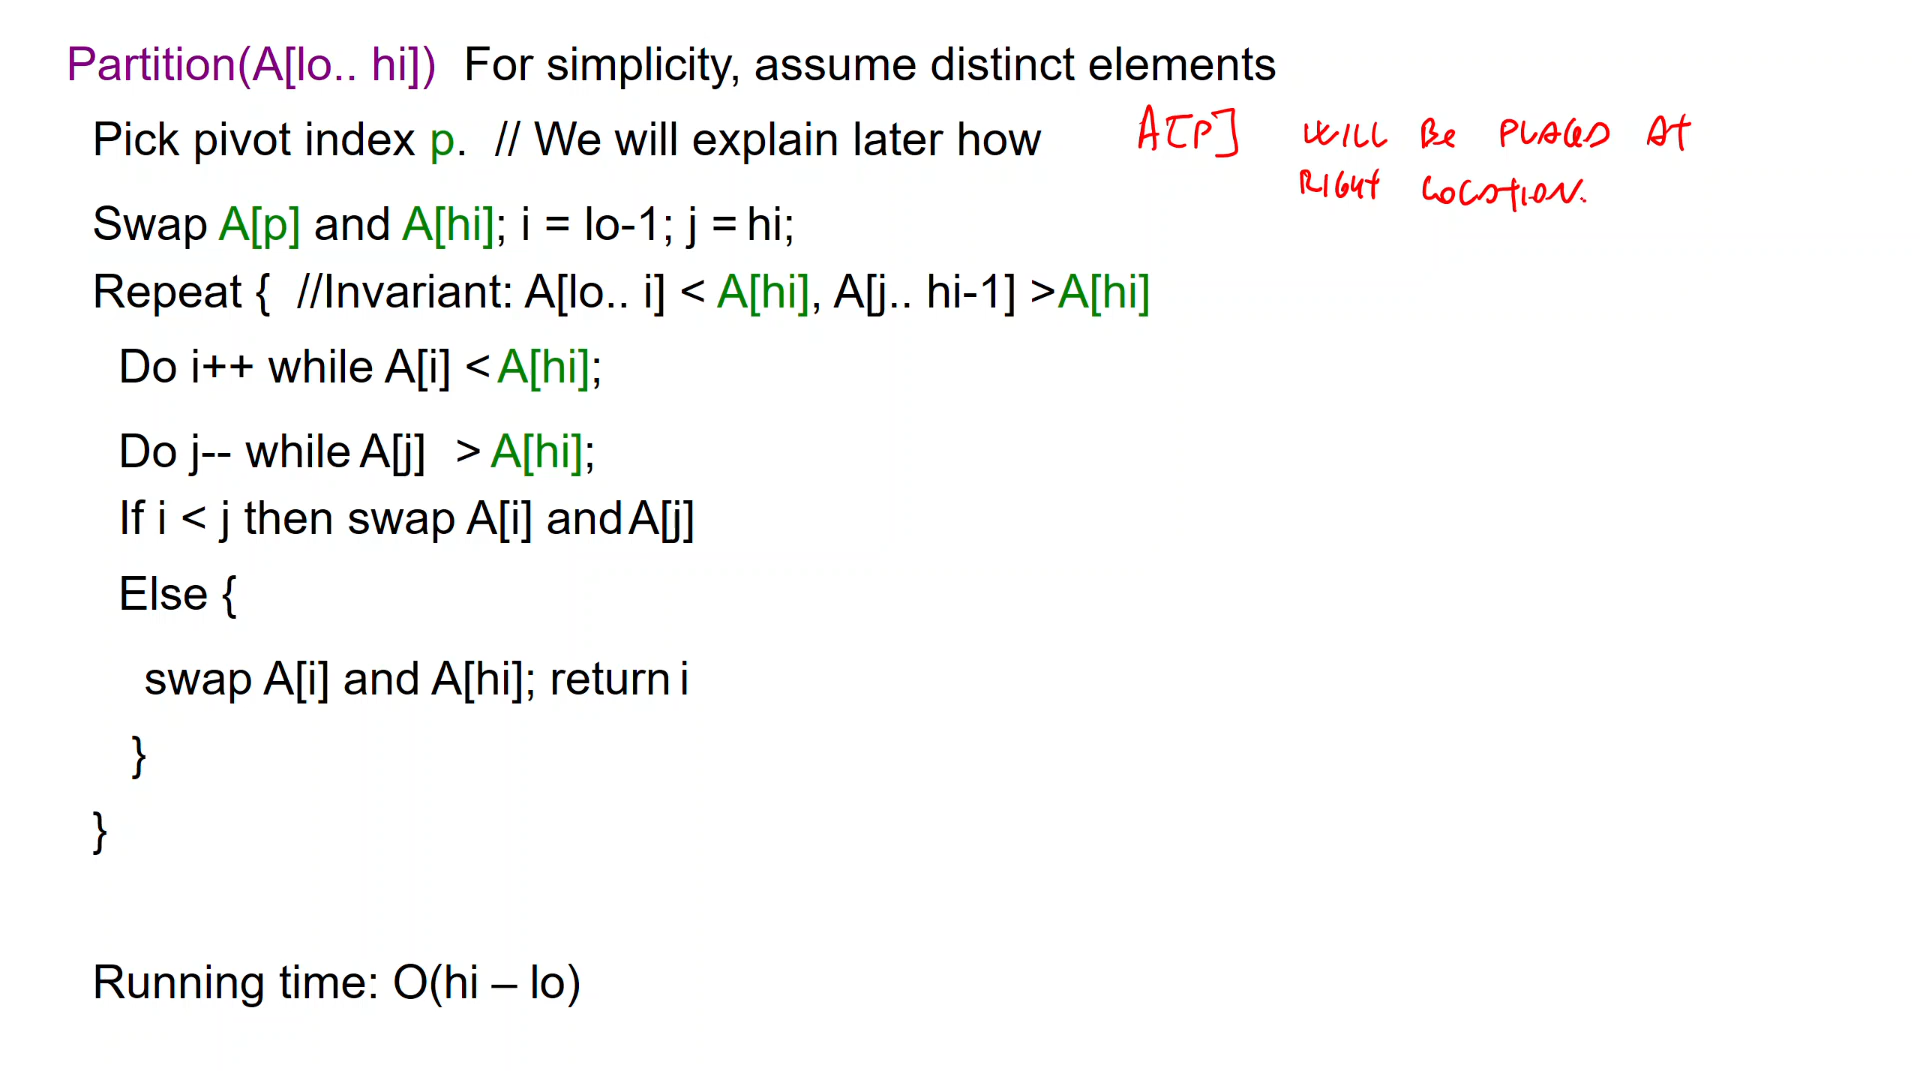 Partition(A[lo.. hi]) For simplicity, assume distinct elements
Pick pivot index p. // We will explain later how
A[P] WILL BE PLACED AT
RIGHT LOCATION.
Swap A[p] and A[hi]; i = lo-1; j = hi;
Repeat { //Invariant: A[lo.. i] < A[hi], A[j.. hi-1] >A[hi]
Do i++ while A[i] < A[hi];
Do j-- while A[j] > A[hi];
If i < j then swap A[i] and A[j]
Else {
swap A[i] and A[hi]; return i
}
}
Running time: O(hi – lo)